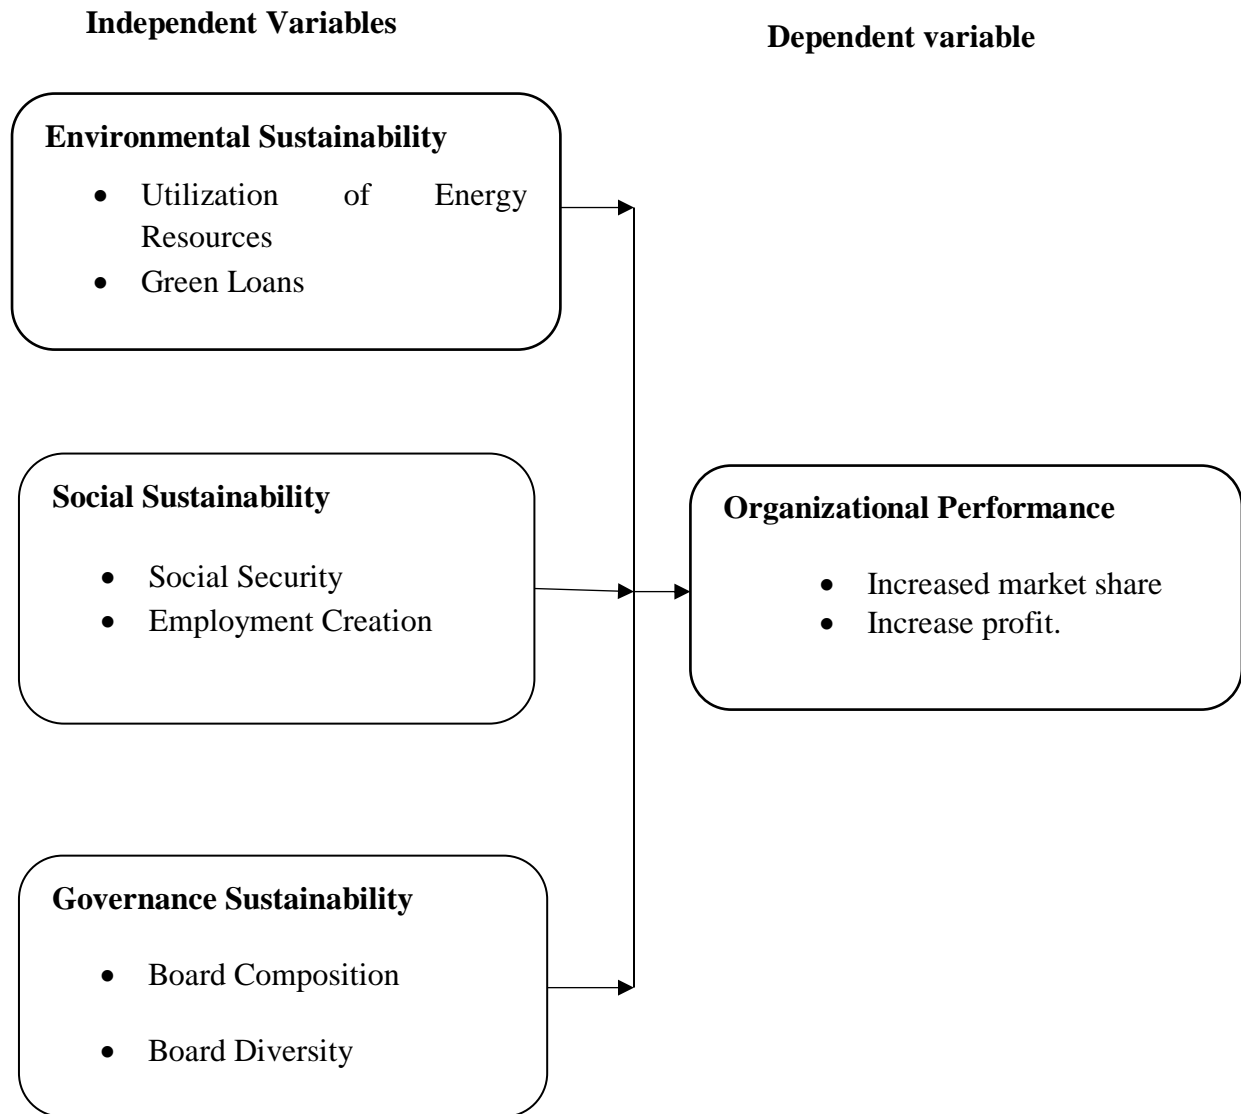 Independent Variables
Dependent variable
Environmental Sustainability
• Utilization of Energy
Resources
• Green Loans
Social Sustainability
• Social Security
• Employment Creation
Organizational Performance
• Increased market share
• Increase profit.
Governance Sustainability
• Board Composition
• Board Diversity